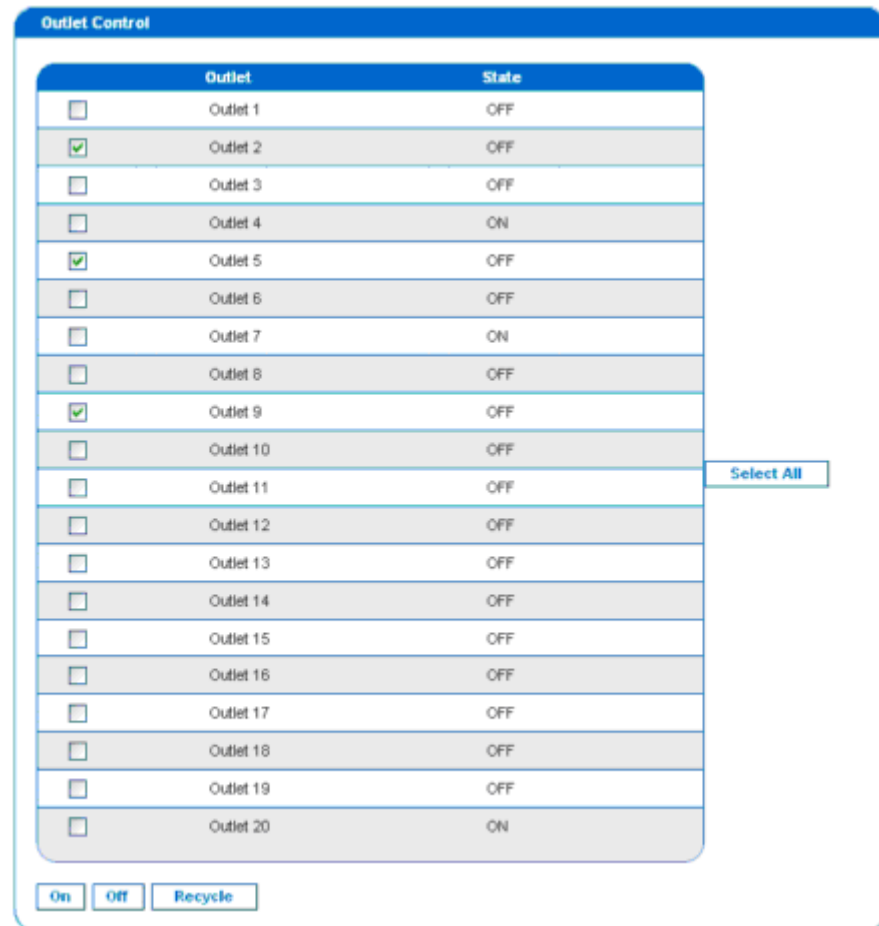 Outlet Control
Outlet State
Outlet 1 OFF
Outlet 2 OFF
Outlet 3 OFF
Outlet 4 ON
Outlet 5 OFF
Outlet 6 OFF
Outlet 7 ON
Outlet 8 OFF
Outlet 9 OFF
Outlet 10 OFF
Select All
Outlet 11 OFF
Outlet 12 OFF
Outlet 13 OFF
Outlet 14 OFF
Outlet 15 OFF
Outlet 16 OFF
Outlet 17 OFF
Outlet 18 OFF
Outlet 19 OFF
Outlet 20 ON
On Off Recycle